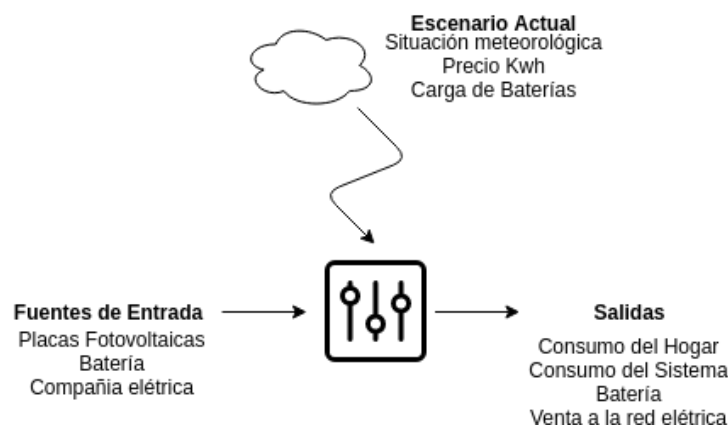 Escenario Actual
Situación meteorológica
Precio Kwh
Carga de Baterías
Fuentes de Entrada
Placas Fotovoltaicas
Batería
Compañia elétrica
Salidas
Consumo del Hogar
Consumo del Sistema
Batería
Venta a la red elétrica